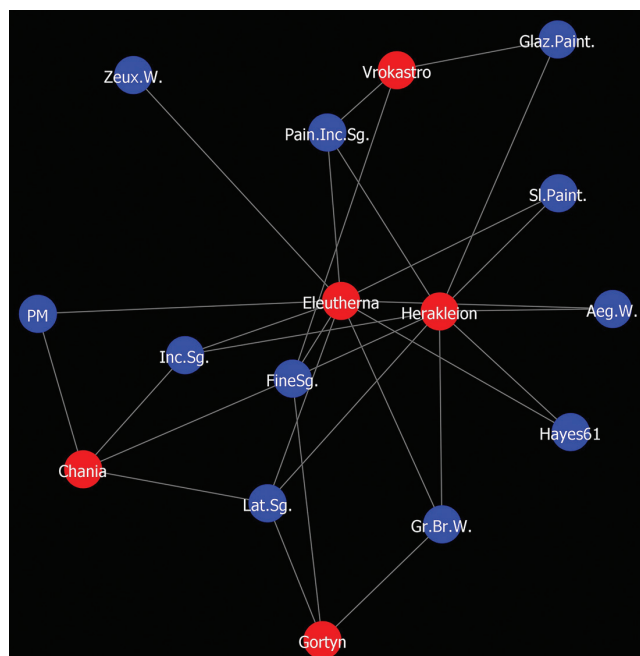 Glaz.Paint.
Vrokastro
Zeux.W.
Pain.Inc.Sg.
Sl.Paint.
Eleutherna
Herakleion
Aeg.W.
PM
Inc.Sg.
FineSg.
Hayes61
Chania
Lat.Sg.
Gr.Br.W.
Gortyn